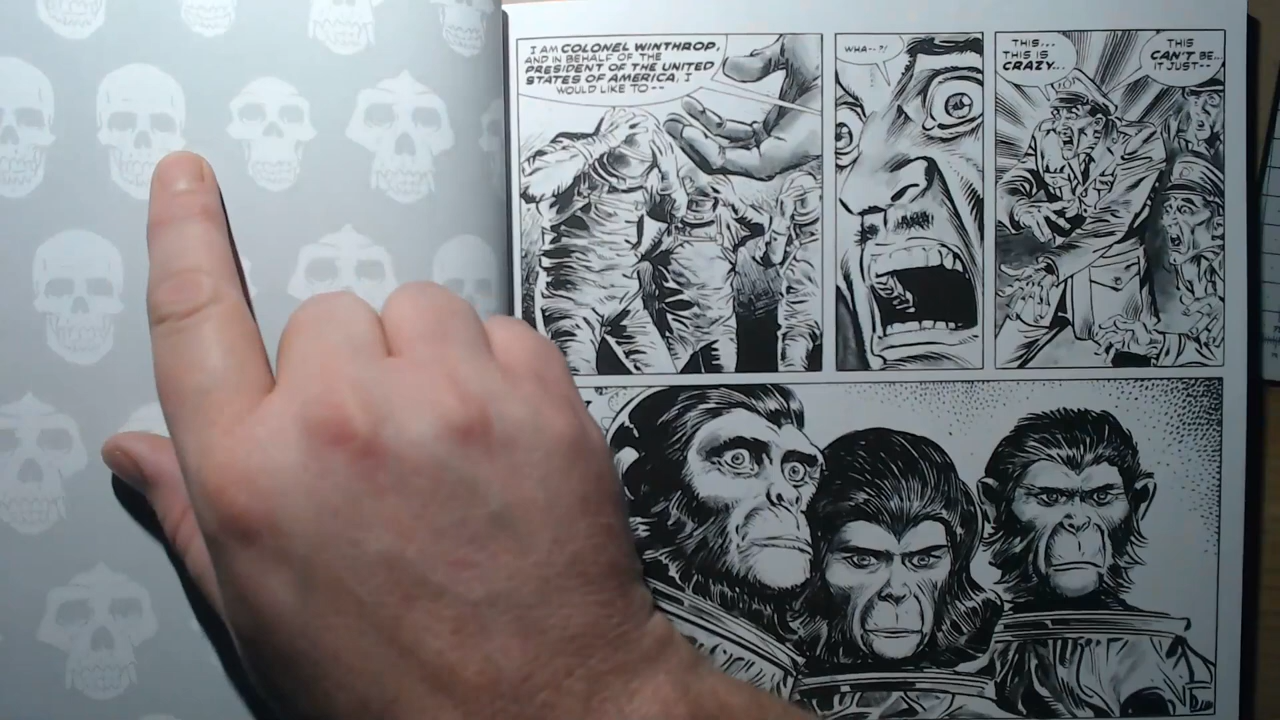 I AM COLONEL WINTHROP,
AND IN BEHALF OF THE
PRESIDENT OF THE UNITED
STATES OF AMERICA, I
WOULD LIKE TO--
WHA--?!
THIS...
THIS IS
CRAZY...
THIS
CAN'T BE...
IT JUST--